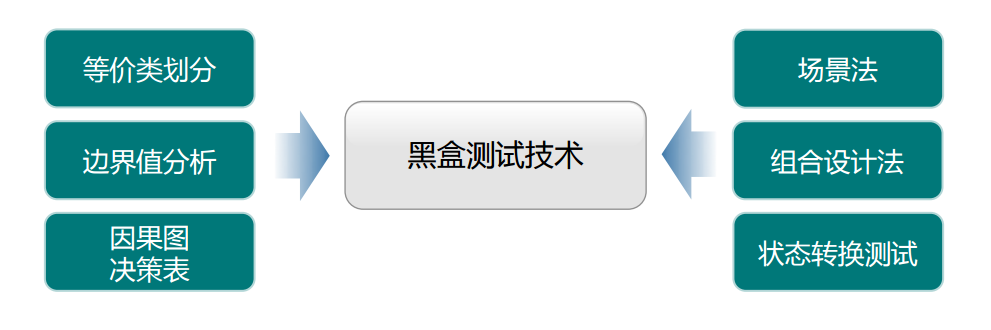 等价类划分
边界值分析
因果图
决策表
黑盒测试技术
场景法
组合设计法
状态转换测试